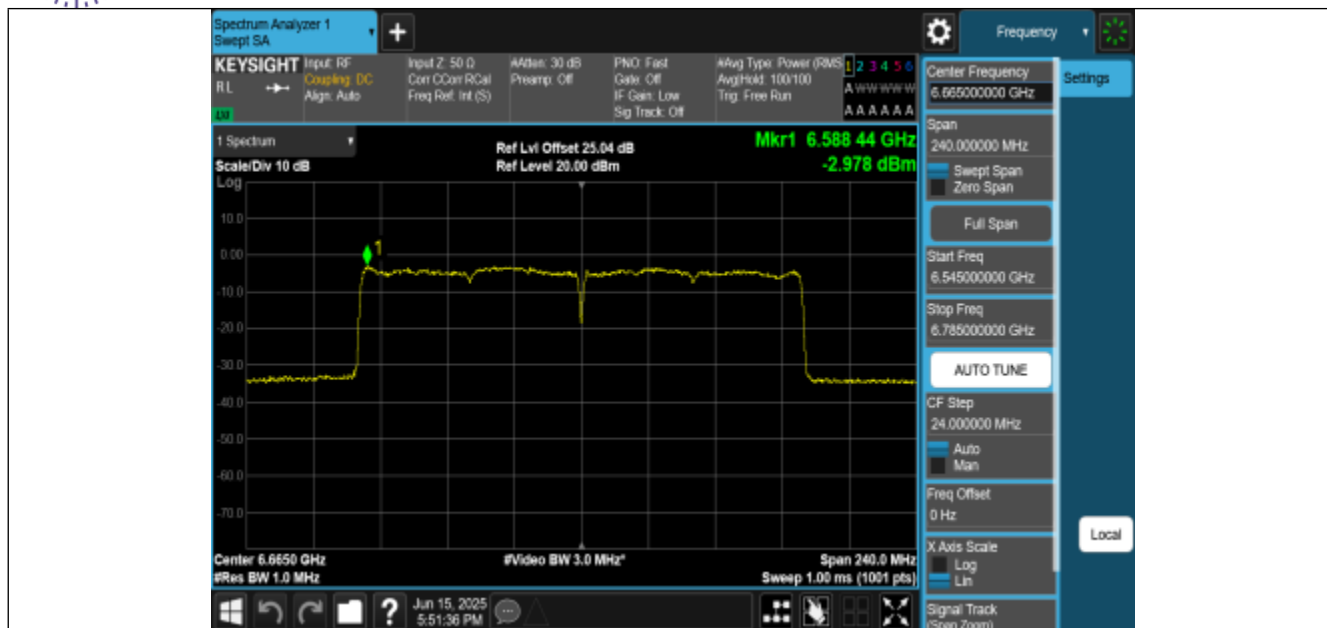 Spectrum Analyzer 1
Swept SA
+
Frequency
KEYSIGHT
RL
Input: RF
Coupling: DC
Align: Auto
Input Z: 50 Ω
Corr CCorr RCal
Freq Ref: Int (S)
#Atten: 30 dB
Preamp: Off
PNO: Fast
Gate: Off
IF Gain: Low
Sig Track: Off
#Avg Type: Power (RMS
Avg|Hold: 100/100
Trig: Free Run
1 2 3 4 5 6
A W W W W W
A A A A A A
1 Spectrum
Scale/Div 10 dB
Ref Lvl Offset 25.04 dB
Ref Level 20.00 dBm
Mkr1 6.588 44 GHz
-2.978 dBm
Log
10.0
0.00
-10.0
-20.0
-30.0
-40.0
-50.0
-60.0
-70.0
1
Center 6.6650 GHz
#Res BW 1.0 MHz
#Video BW 3.0 MHz*
Span 240.0 MHz
Sweep 1.00 ms (1001 pts)
Center Frequency
6.665000000 GHz
Settings
Span
240.000000 MHz
Swept Span
Zero Span
Full Span
Start Freq
6.545000000 GHz
Stop Freq
6.785000000 GHz
AUTO TUNE
CF Step
24.000000 MHz
Auto
Man
Freq Offset
0 Hz
X Axis Scale
Log
Lin
Local
Signal Track
(Span Zoom)
?
Jun 15, 2025
5:51:36 PM